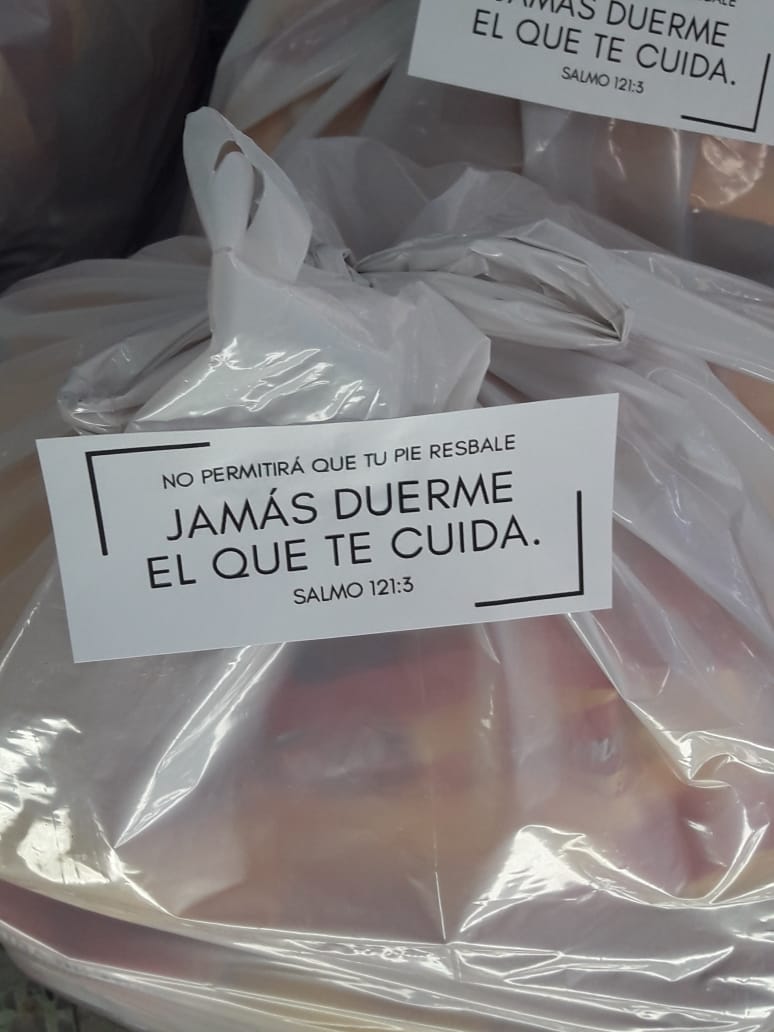 JAMÁS DUERME
EL QUE TE CUIDA.
SALMO 121:3
NO PERMITIRÁ QUE TU PIE RESBALE
JAMÁS DUERME
EL QUE TE CUIDA.
SALMO 121:3